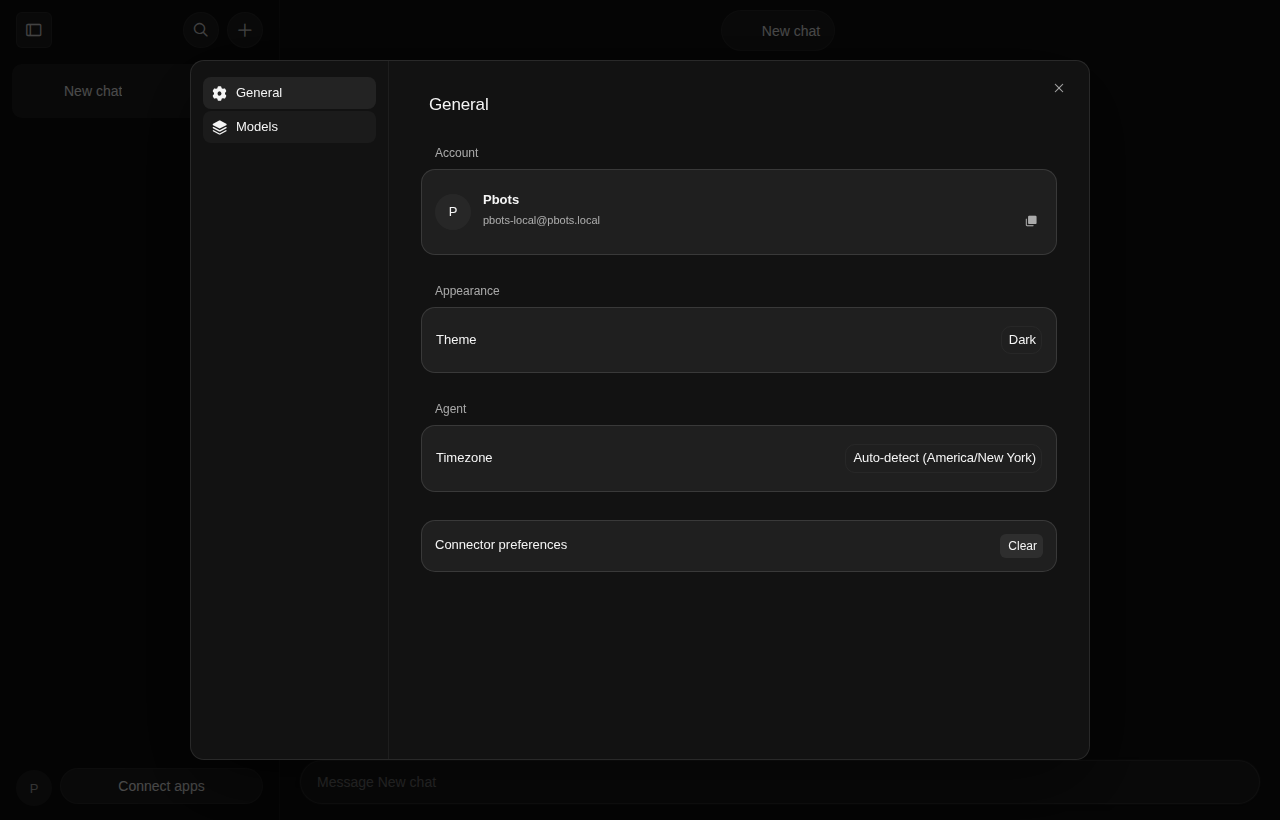 New chat
New chat
General
Models
General
Account
P
Pbots
pbots-local@pbots.local
Appearance
Theme
Dark
Agent
Timezone
Auto-detect (America/New York)
Connector preferences
Clear
P
Connect apps
Message New chat